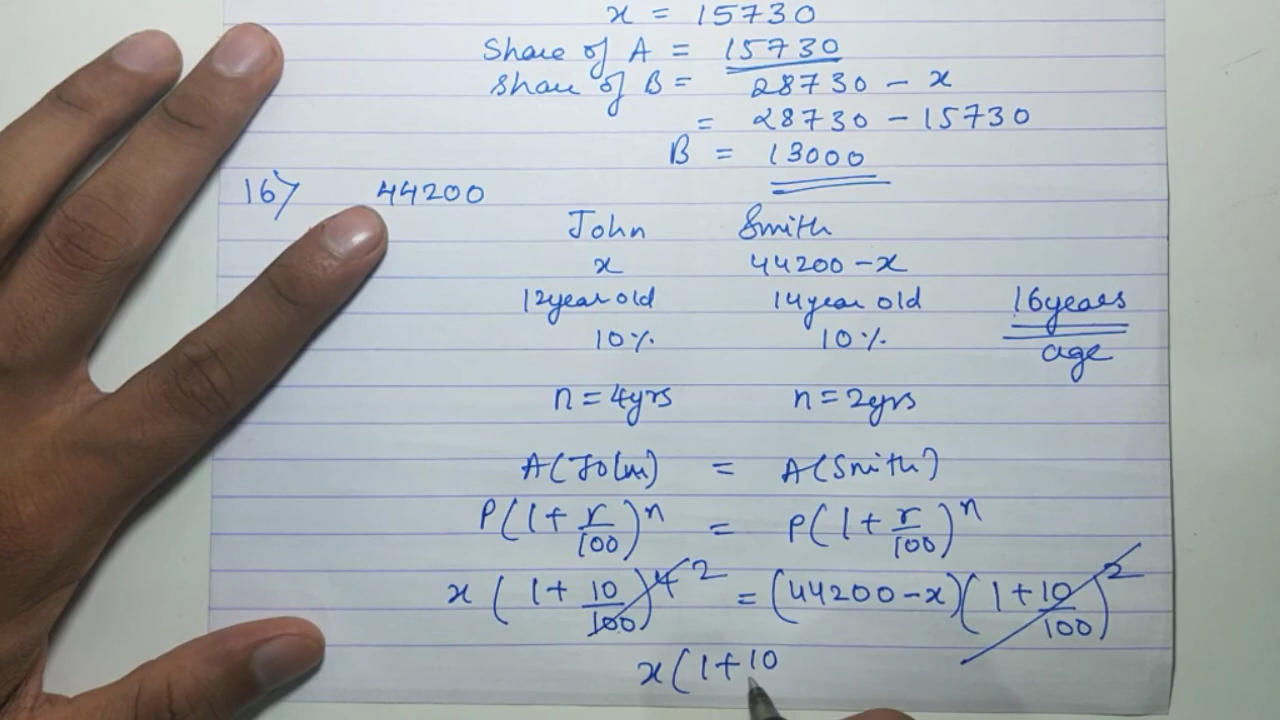 x = 15730
Share of A = 15730
Share of B = 28730 - x
= 28730 - 15730
B = 13000
16> 44200
John Smith
x 44200 - x
12year old 14year old 16years
10% 10% age
n = 4yrs n = 2yrs
A(John) = A(Smith)
P(1 + r/100)^n = P(1 + r/100)^n
x (1 + 10/100)^4 2 = (44200 - x)(1 + 10/100)^2
x (1 + 10